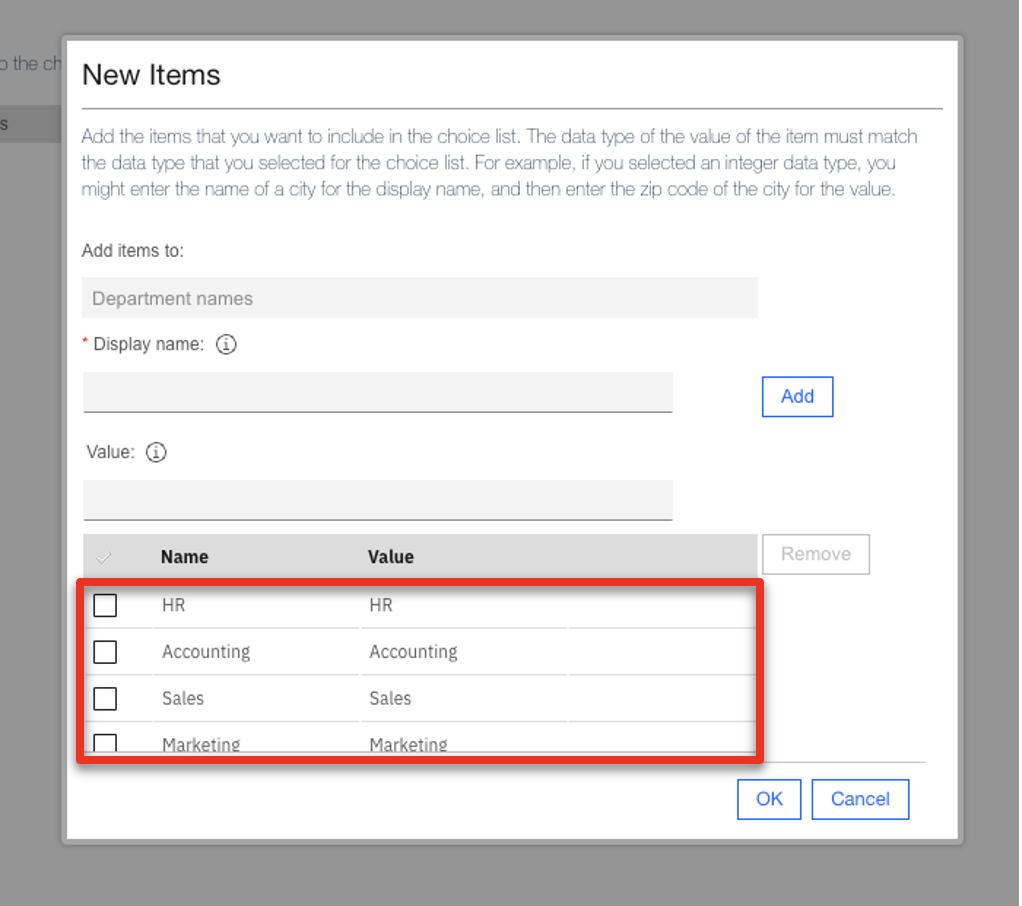 o the ch
s
New Items
Add the items that you want to include in the choice list. The data type of the value of the item must match
the data type that you selected for the choice list. For example, if you selected an integer data type, you
might enter the name of a city for the display name, and then enter the zip code of the city for the value.
Add items to:
Department names
* Display name:
Add
Value:
Name Value
Remove
HR HR
Accounting Accounting
Sales Sales
Marketing Marketing
OK Cancel